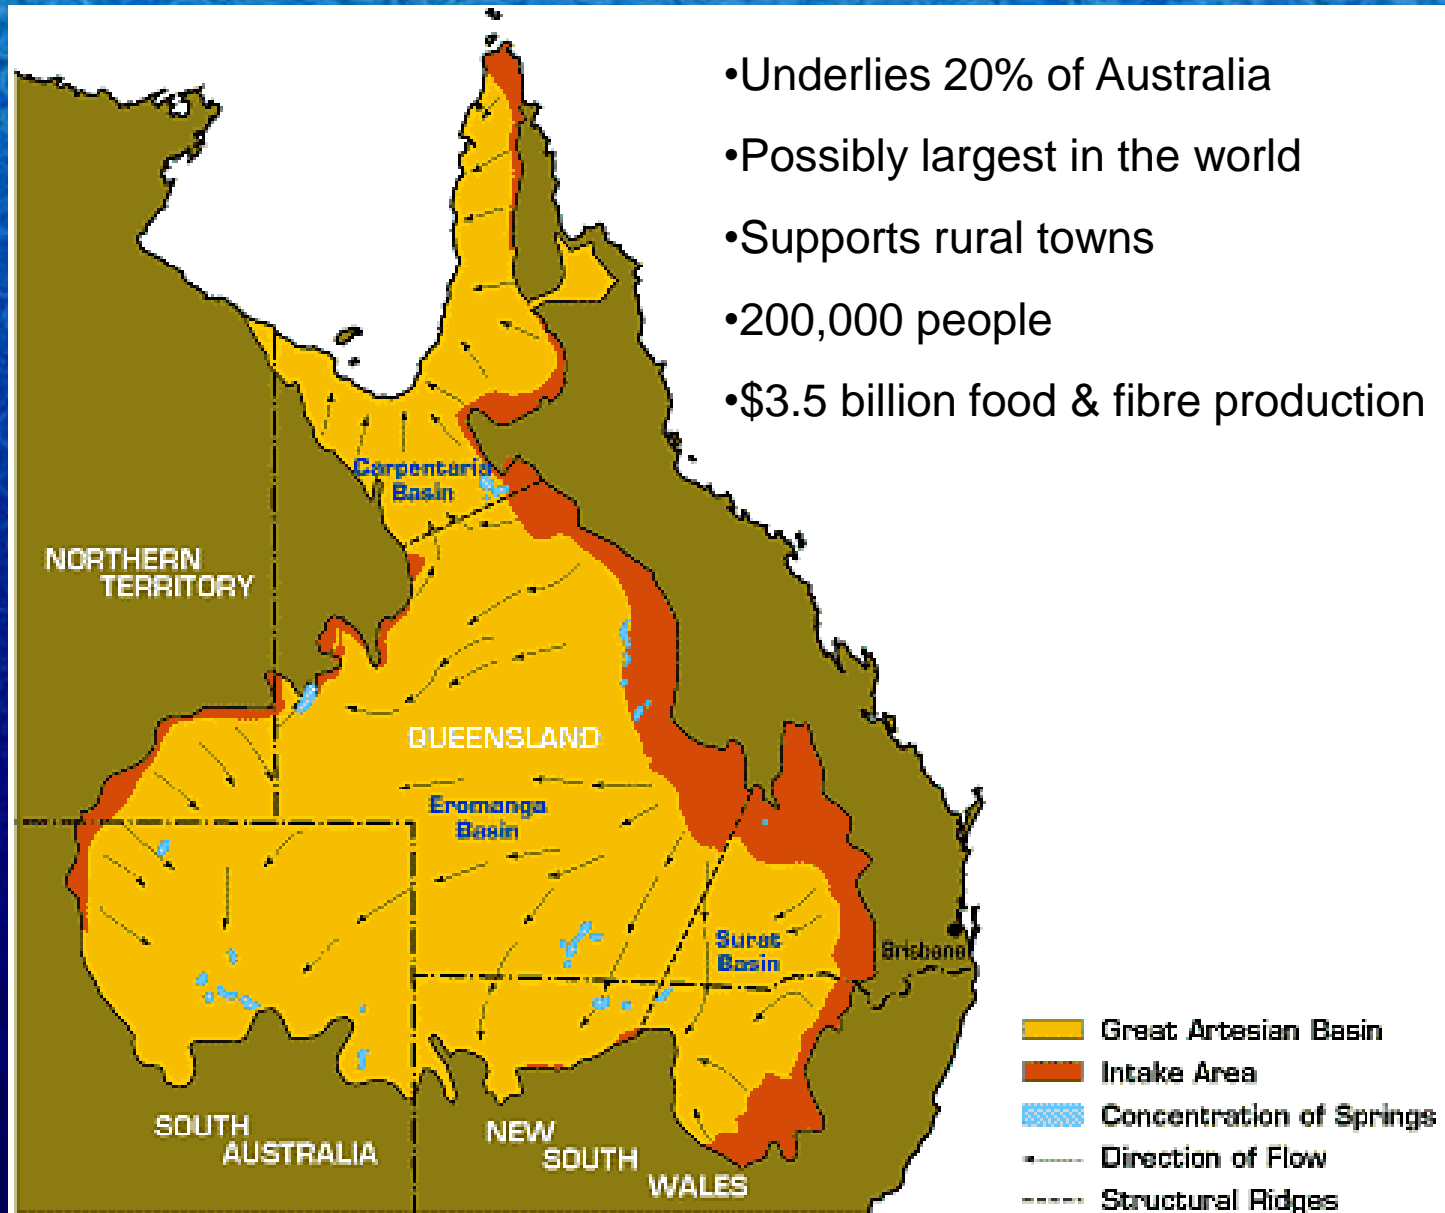 •Underlies 20% of Australia
•Possibly largest in the world
•Supports rural towns
•200,000 people
•$3.5 billion food & fibre production
Carpentaria
Basin
NORTHERN
TERRITORY
QUEENSLAND
Eromanga
Basin
Surat
Basin
Brisbane
SOUTH
AUSTRALIA
NEW
SOUTH
WALES
Great Artesian Basin
Intake Area
Concentration of Springs
Direction of Flow
Structural Ridges